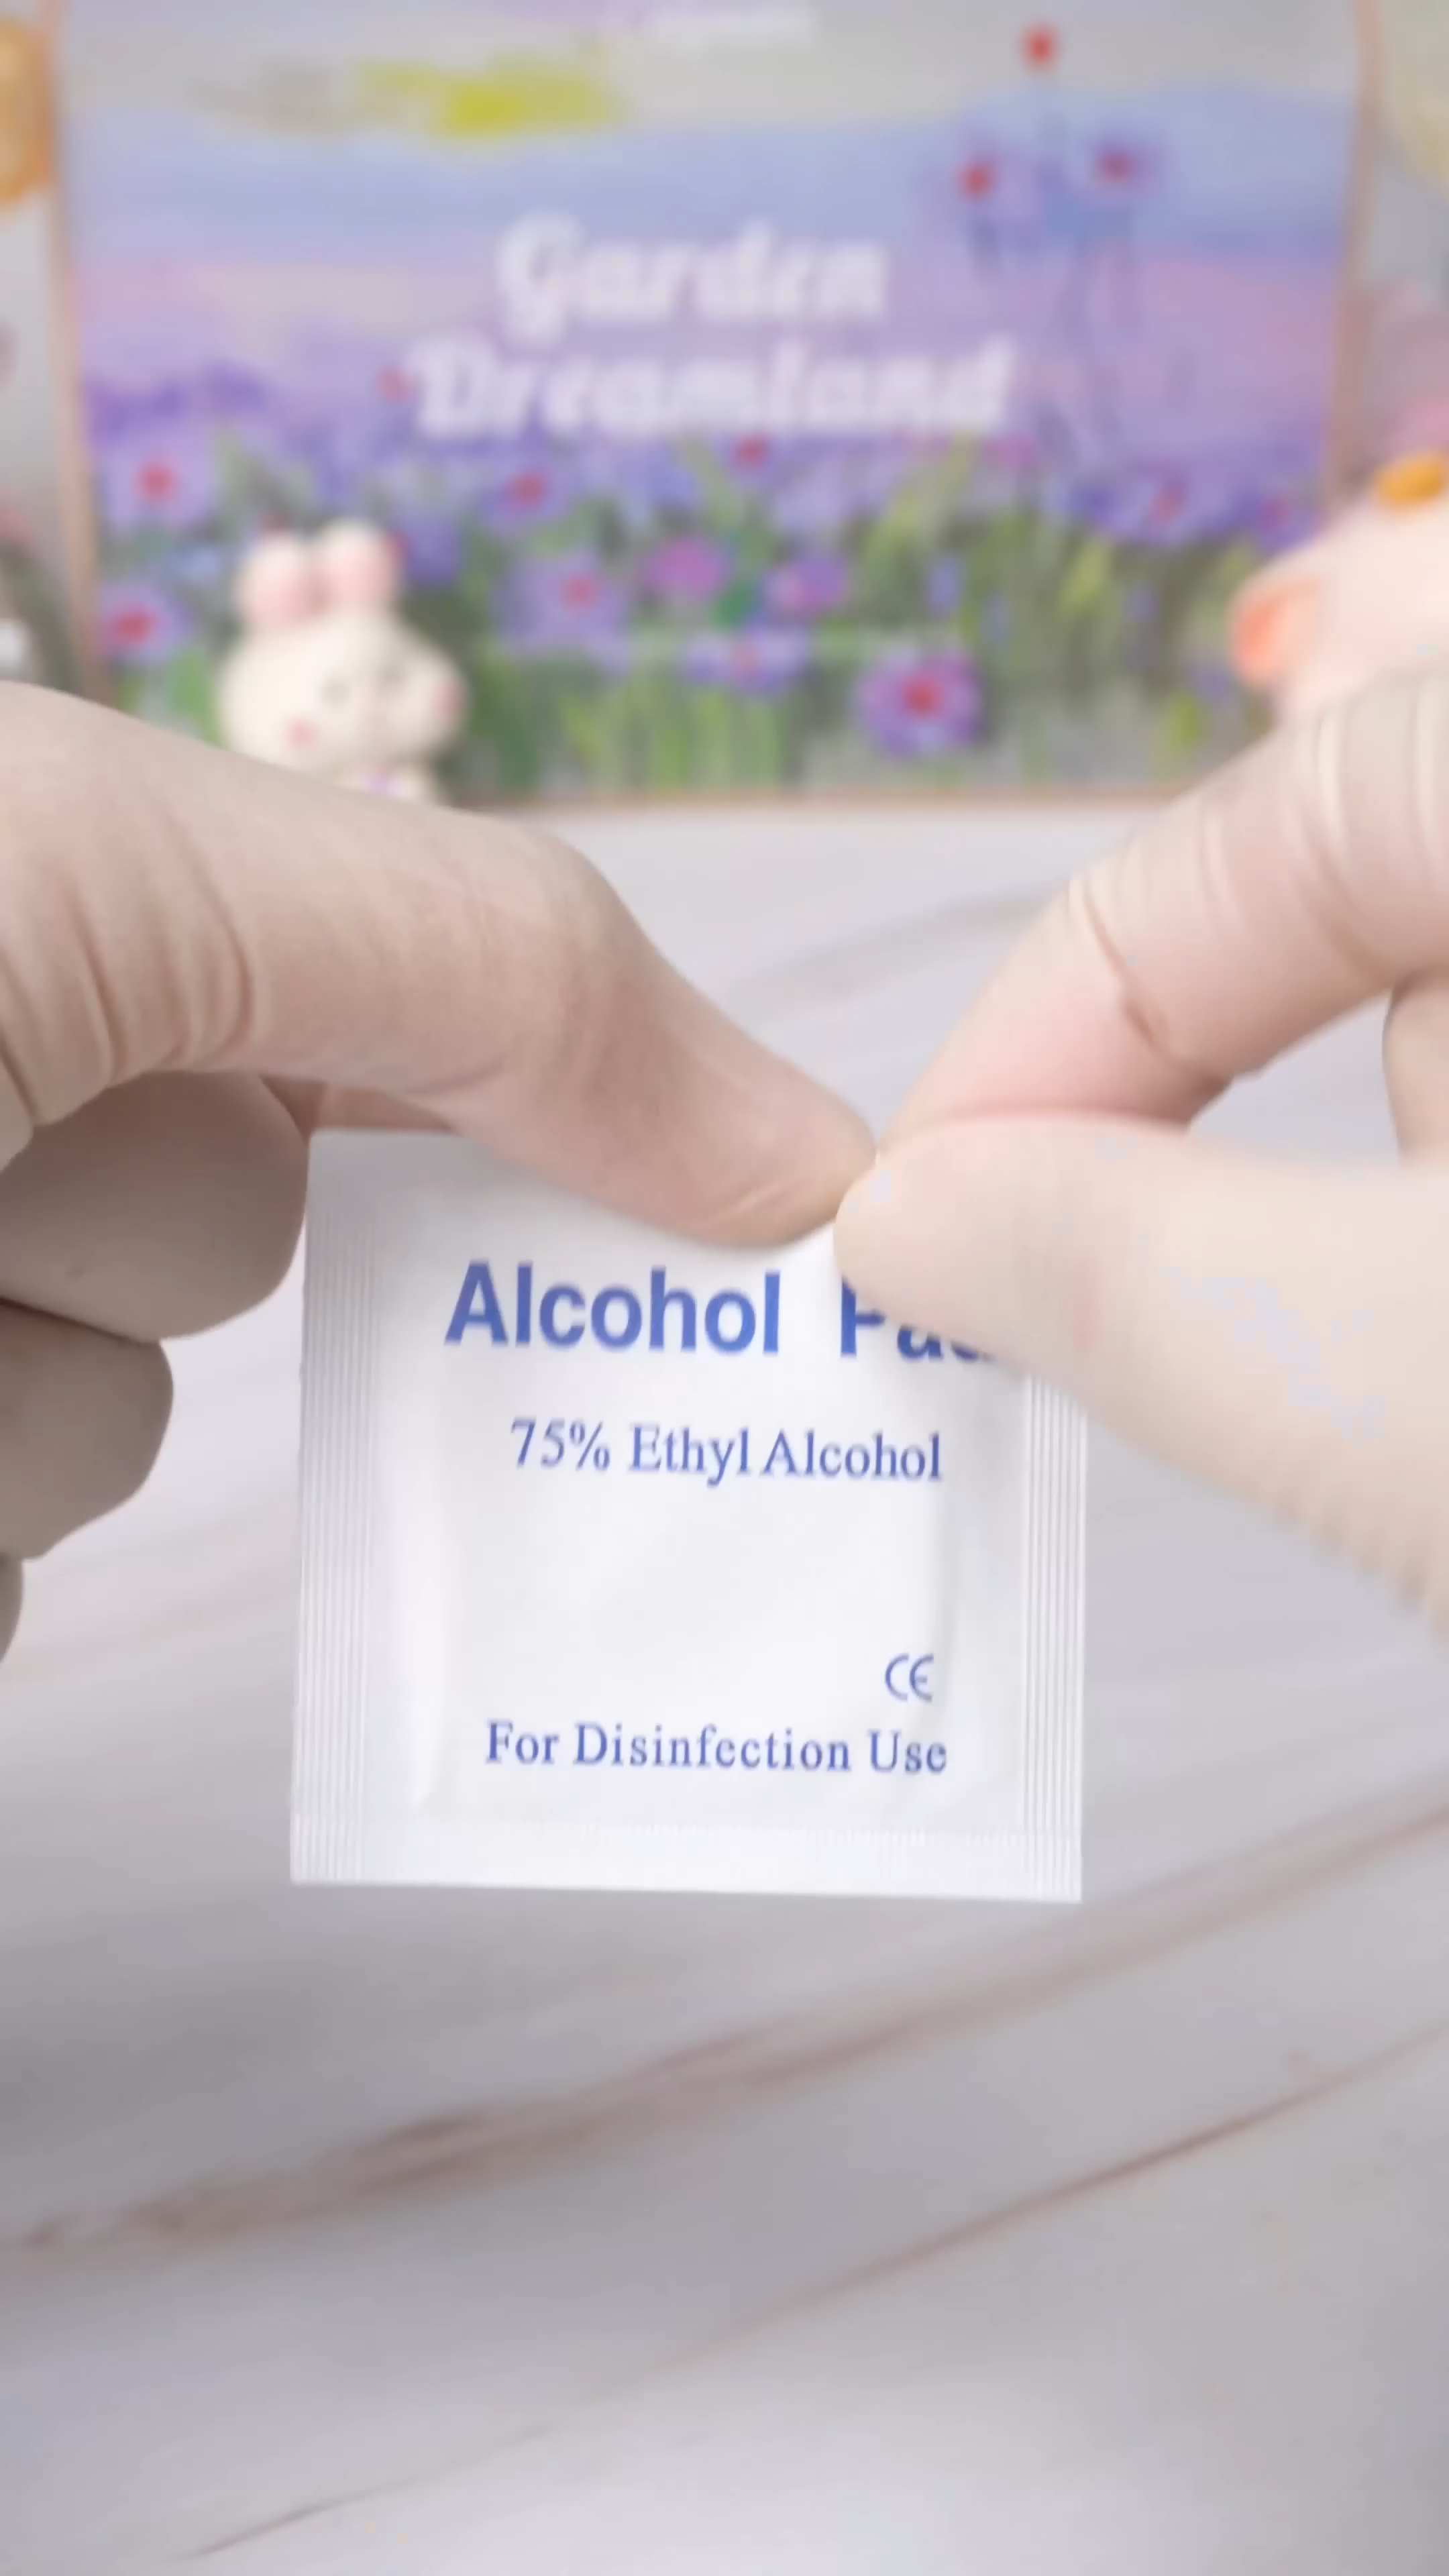 Garden
Dreamland
Alcohol
75% Ethyl Alcohol
CE
For Disinfection Use